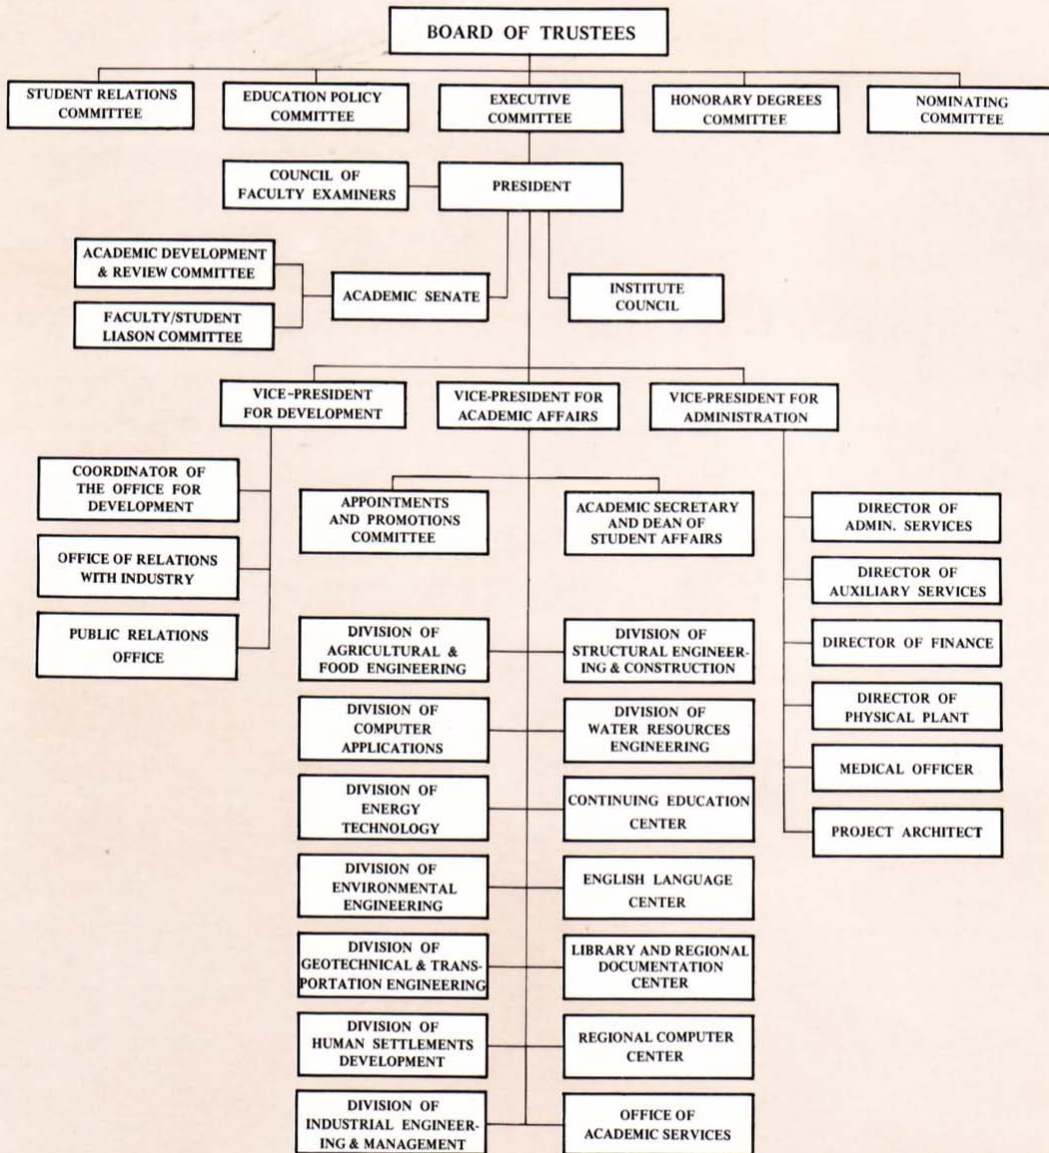 BOARD OF TRUSTEES
STUDENT RELATIONS
COMMITTEE
EDUCATION POLICY
COMMITTEE
EXECUTIVE
COMMITTEE
HONORARY DEGREES
COMMITTEE
NOMINATING
COMMITTEE
COUNCIL OF
FACULTY EXAMINERS
PRESIDENT
ACADEMIC DEVELOPMENT
& REVIEW COMMITTEE
FACULTY/STUDENT
LIASON COMMITTEE
ACADEMIC SENATE
INSTITUTE
COUNCIL
VICE-PRESIDENT
FOR DEVELOPMENT
VICE-PRESIDENT FOR
ACADEMIC AFFAIRS
VICE-PRESIDENT FOR
ADMINISTRATION
COORDINATOR OF
THE OFFICE FOR
DEVELOPMENT
OFFICE OF RELATIONS
WITH INDUSTRY
PUBLIC RELATIONS
OFFICE
APPOINTMENTS
AND PROMOTIONS
COMMITTEE
ACADEMIC SECRETARY
AND DEAN OF
STUDENT AFFAIRS
DIVISION OF
AGRICULTURAL &
FOOD ENGINEERING
DIVISION OF
STRUCTURAL ENGINEER-
ING & CONSTRUCTION
DIVISION OF
COMPUTER
APPLICATIONS
DIVISION OF
WATER RESOURCES
ENGINEERING
DIVISION OF
ENERGY
TECHNOLOGY
CONTINUING EDUCATION
CENTER
DIVISION OF
ENVIRONMENTAL
ENGINEERING
ENGLISH LANGUAGE
CENTER
DIVISION OF
GEOTECHNICAL & TRANS-
PORTATION ENGINEERING
LIBRARY AND REGIONAL
DOCUMENTATION
CENTER
DIVISION OF
HUMAN SETTLEMENTS
DEVELOPMENT
REGIONAL COMPUTER
CENTER
DIVISION OF
INDUSTRIAL ENGINEER-
ING & MANAGEMENT
OFFICE OF
ACADEMIC SERVICES
DIRECTOR OF
ADMIN. SERVICES
DIRECTOR OF
AUXILIARY SERVICES
DIRECTOR OF FINANCE
DIRECTOR OF
PHYSICAL PLANT
MEDICAL OFFICER
PROJECT ARCHITECT